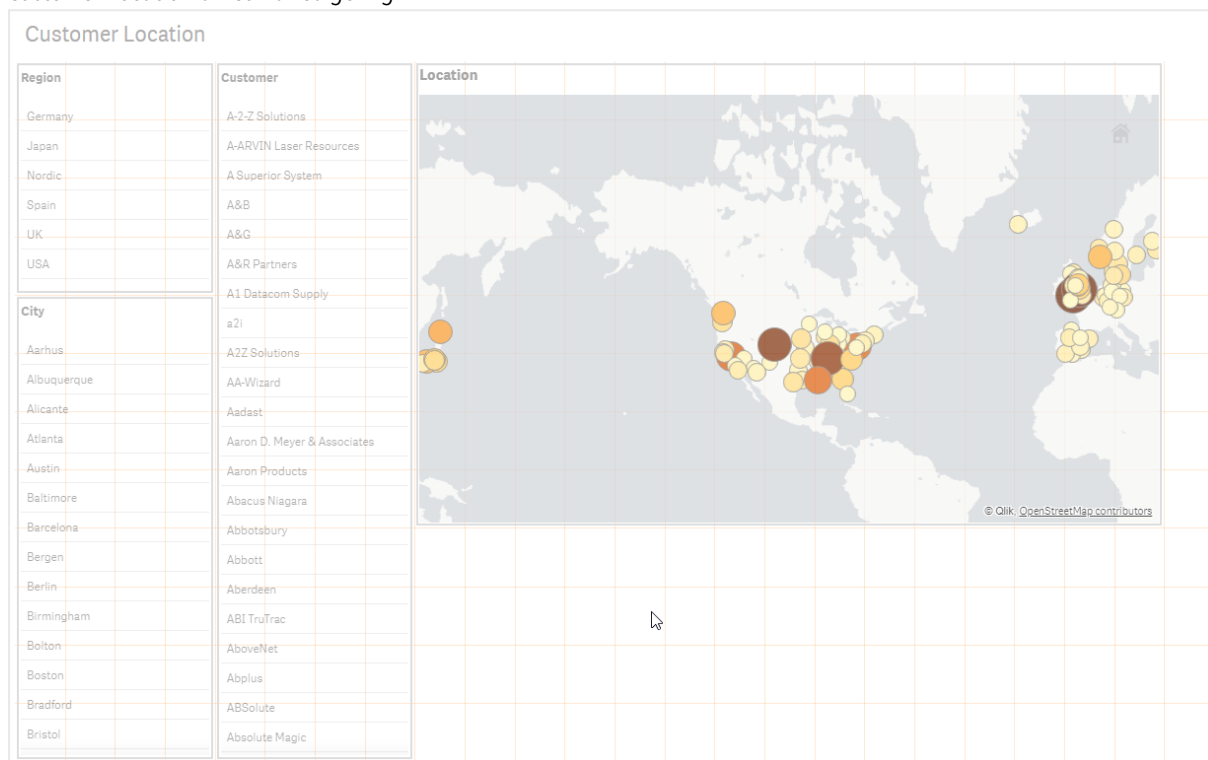 Customer Location
Region
Germany
Japan
Nordic
Spain
UK
USA
City
Aarhus
Albuquerque
Alicante
Atlanta
Austin
Baltimore
Barcelona
Bergen
Berlin
Birmingham
Bolton
Boston
Bradford
Bristol
Customer
A-2-Z Solutions
A-ARVIN Laser Resources
A Superior System
A&B
A&G
A&R Partners
A1 Datacom Supply
a2i
A2Z Solutions
AA-Wizard
Aadast
Aaron D. Meyer & Associates
Aaron Products
Abacus Niagara
Abbotsbury
Abbott
Aberdeen
ABI TruTrac
AboveNet
Abplus
ABSolute
Absolute Magic
Location
© Qlik, OpenStreetMap contributors